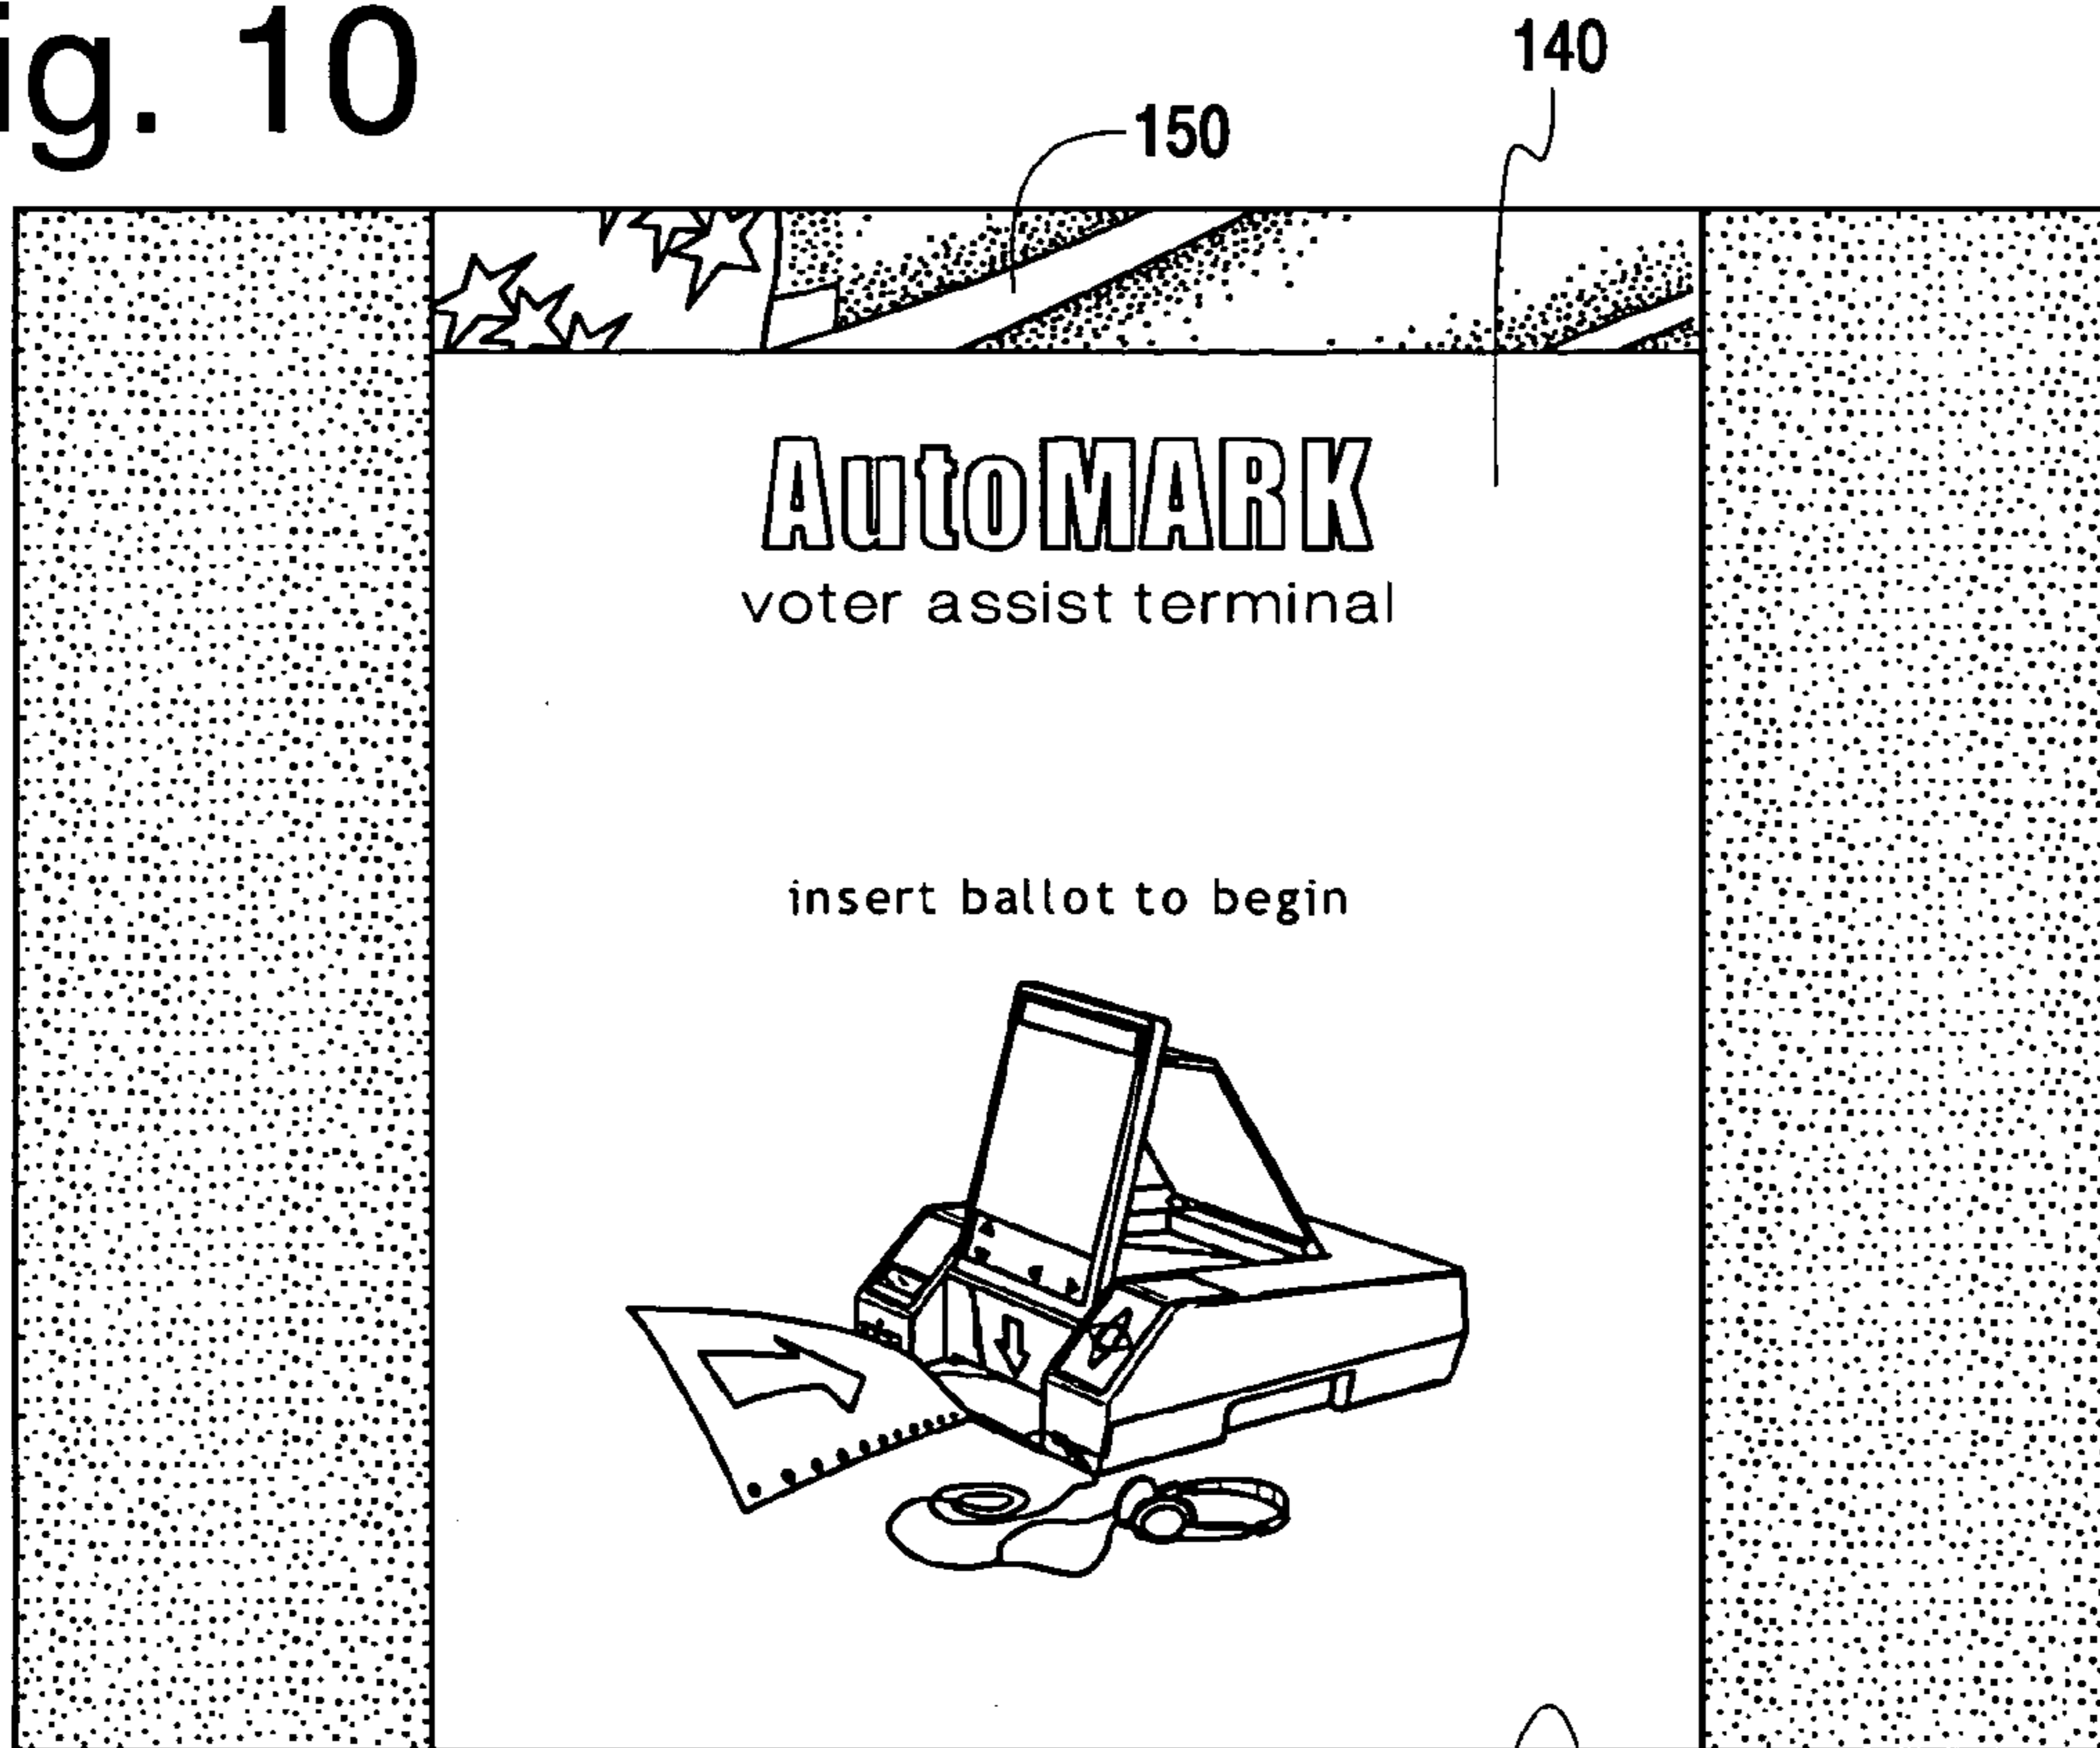 ig. 10
140
150
AutoMARK
voter assist terminal
insert ballot to begin